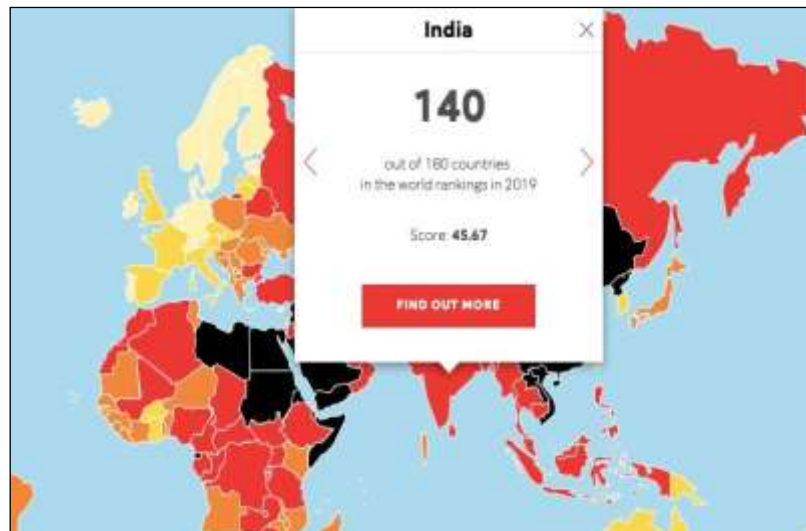 India
140
out of 180 countries
in the world rankings in 2019
Score: 45.67
FIND OUT MORE